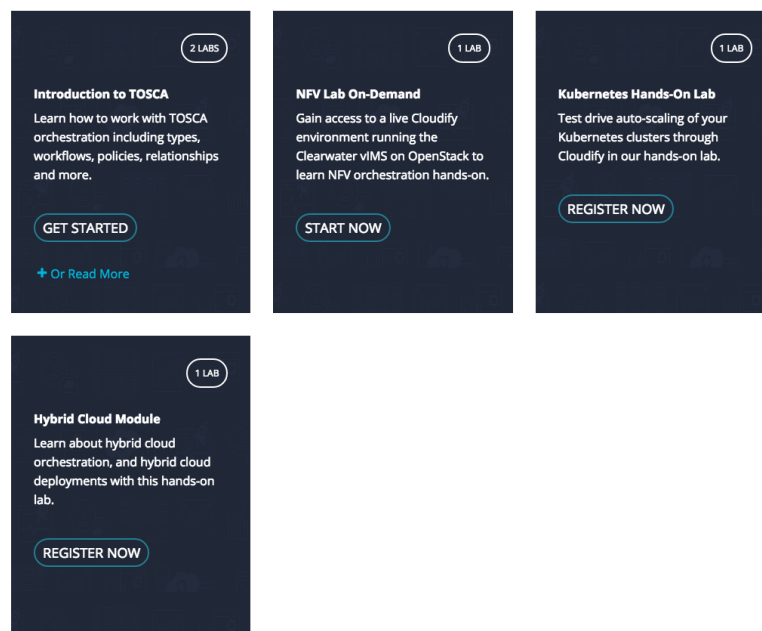 2 LABS
Introduction to TOSCA
Learn how to work with TOSCA
orchestration including types,
workflows, policies, relationships
and more.
GET STARTED
+ Or Read More
1 LAB
NFV Lab On-Demand
Gain access to a live Cloudify
environment running the
Clearwater vIMS on OpenStack to
learn NFV orchestration hands-on.
START NOW
1 LAB
Kubernetes Hands-On Lab
Test drive auto-scaling of your
Kubernetes clusters through
Cloudify in our hands-on lab.
REGISTER NOW
1 LAB
Hybrid Cloud Module
Learn about hybrid cloud
orchestration, and hybrid cloud
deployments with this hands-on
lab.
REGISTER NOW